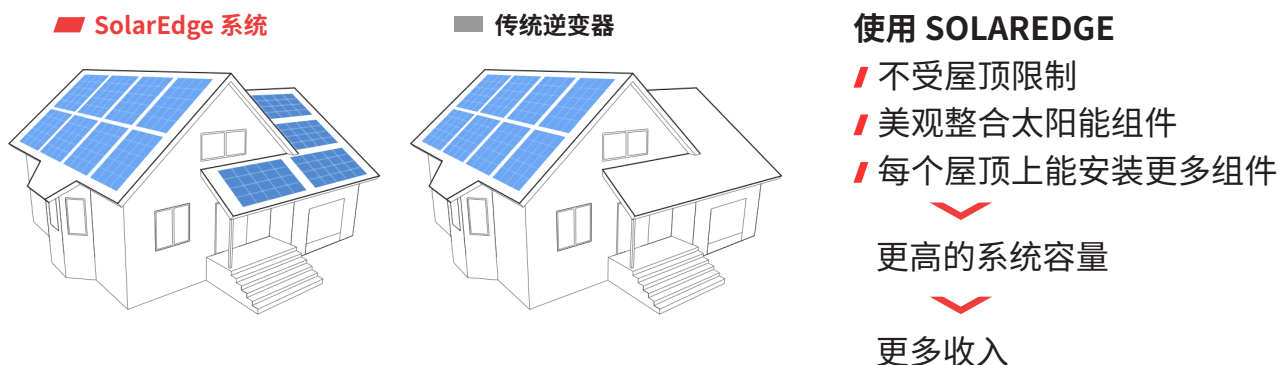 SolarEdge 系统
传统逆变器
使用 SOLAREDGE
不受屋顶限制
美观整合太阳能组件
每个屋顶上能安装更多组件
更高的系统容量
更多收入